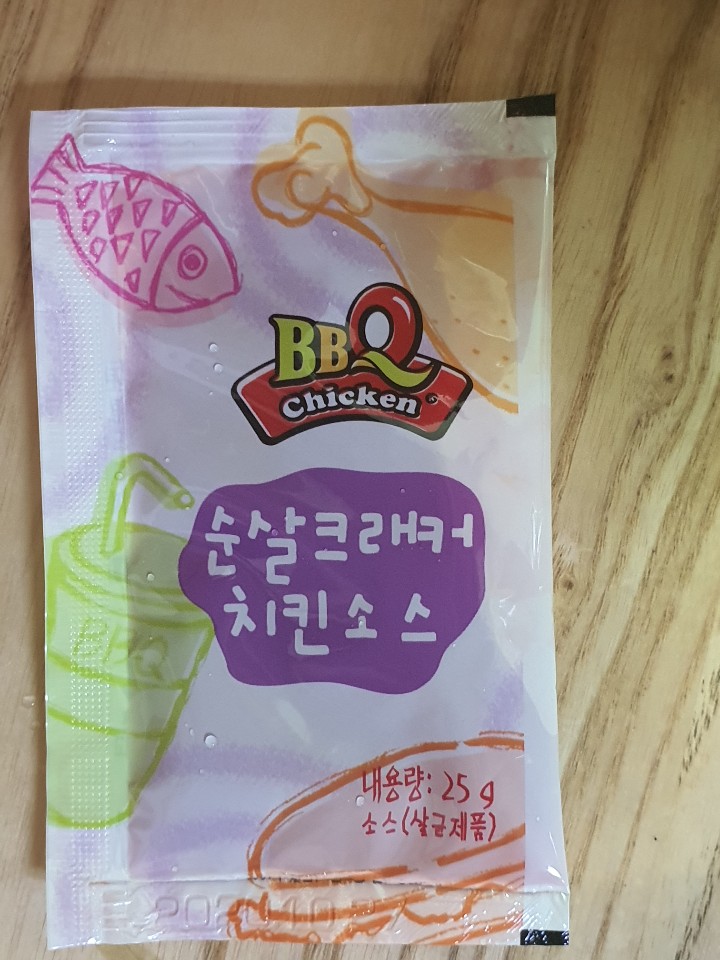 BBQ
Chicken
순살크래커
치킨소스
내용량: 25g
소스(살균제품)